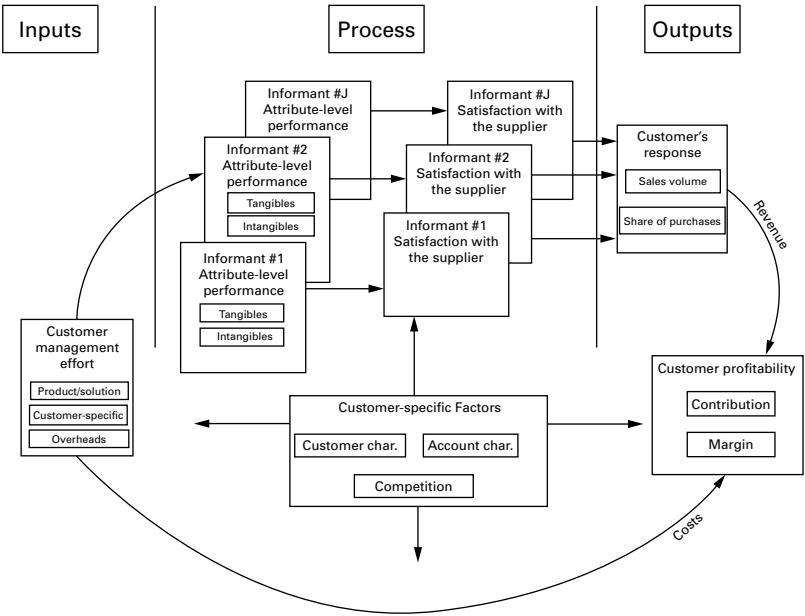 Inputs
Process
Outputs
Informant #J
Attribute-level
performance
Informant #J
Satisfaction with
the supplier
Informant #2
Attribute-level
performance
Tangibles
Intangibles
Informant #2
Satisfaction with
the supplier
Informant #1
Attribute-level
performance
Tangibles
Intangibles
Informant #1
Satisfaction with
the supplier
Customer's
response
Sales volume
Share of purchases
Revenue
Customer
management
effort
Product/solution
Customer-specific
Overheads
Customer-specific Factors
Customer char.
Account char.
Competition
Customer profitability
Contribution
Margin
Costs